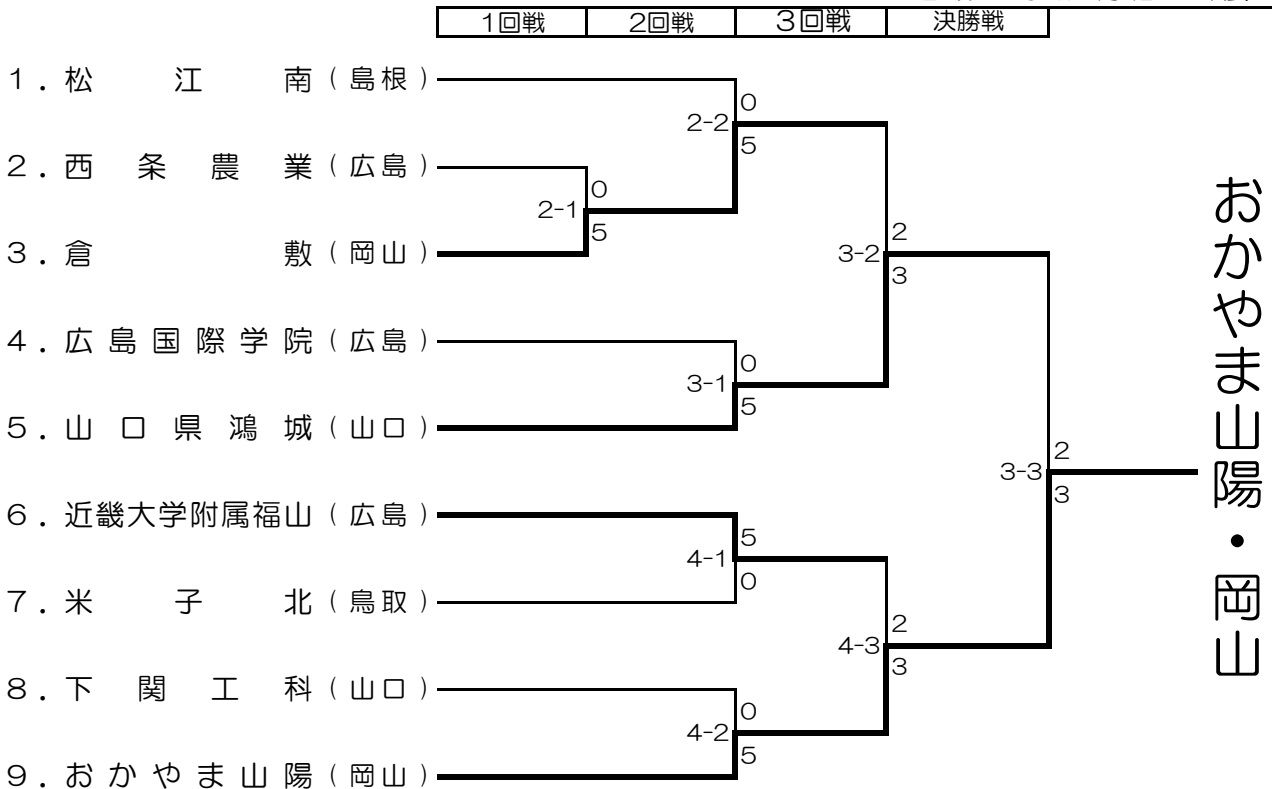 1回戦 2回戦 3回戦 決勝戦
1．松江南（島根）
0
2-2
5
2．西条農業（広島）
0
2-1
5
3．倉敷（岡山）
2
3-2
3
4．広島国際学院（広島）
0
3-1
5
5．山口県鴻城（山口）
2
3-3
3
6．近畿大学附属福山（広島）
5
4-1
0
7．米子北（鳥取）
2
4-3
3
8．下関工科（山口）
0
4-2
5
9．おかやま山陽（岡山）
おかやま山陽・岡山